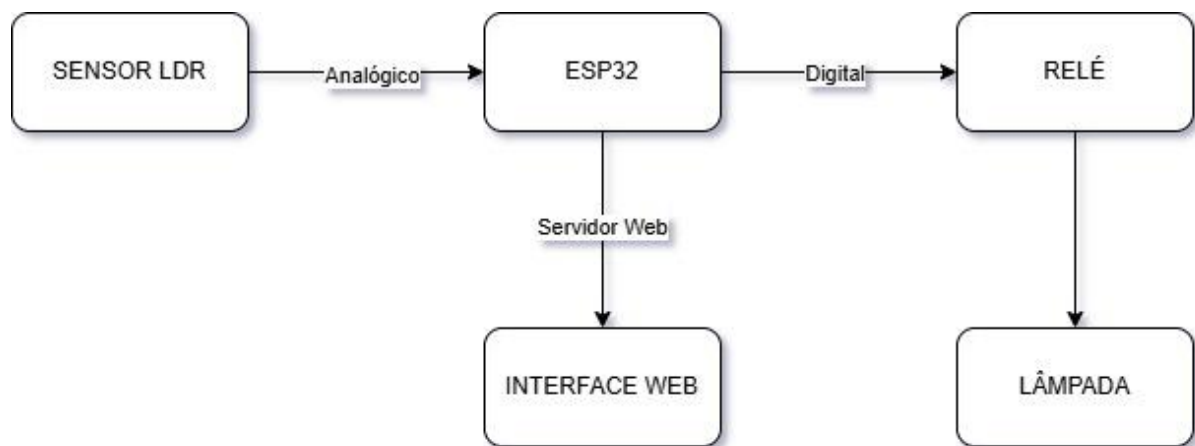 SENSOR LDR
Analógico
ESP32
Digital
RELÉ
Servidor Web
INTERFACE WEB
LÂMPADA